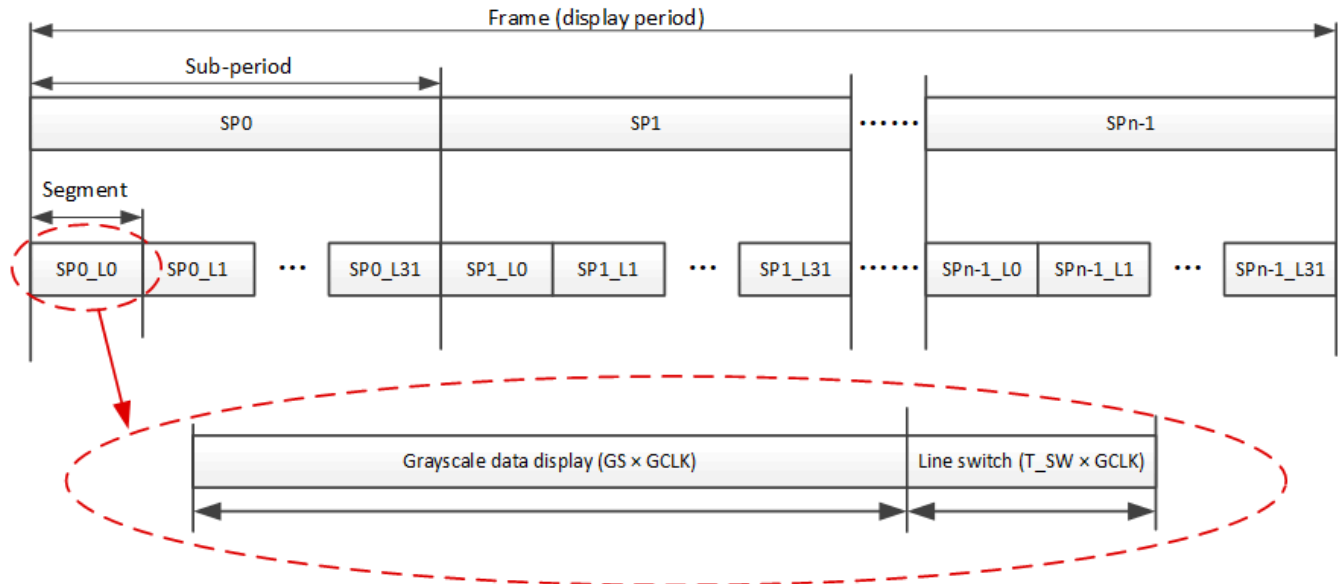 Frame (display period)
Sub-period
SP0 SP1 ...... SPn-1
Segment
SP0_L0 SP0_L1 ... SP0_L31 SP1_L0 SP1_L1 ... SP1_L31 ...... SPn-1_L0 SPn-1_L1 ... SPn-1_L31
Grayscale data display (GS × GCLK) Line switch (T_SW × GCLK)